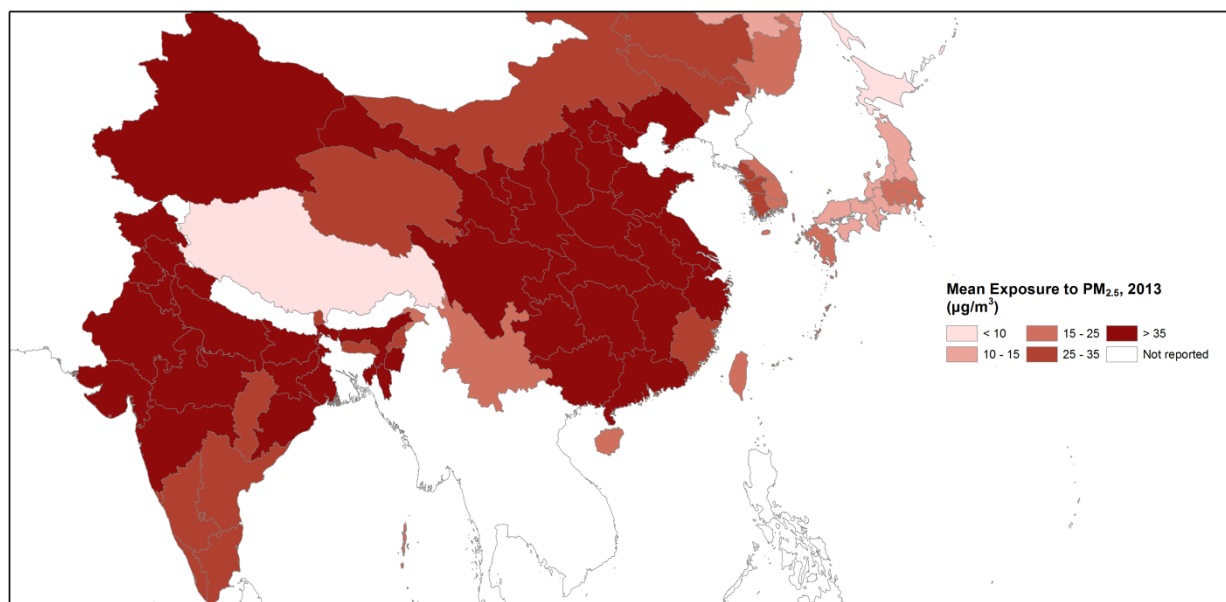 Mean Exposure to PM₂.₅, 2013
(µg/m³)
< 10
15 - 25
> 35
10 - 15
25 - 35
Not reported